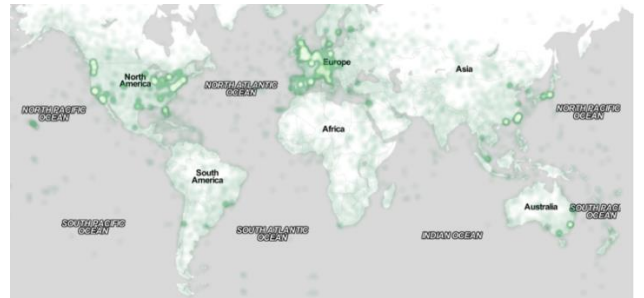 Europe
Asia
North
America
NORTH ATLANTIC
OCEAN
NORTH PACIFIC
OCEAN
NORTH PACIFIC
OCEAN
Africa
South
America
Australia
SOUTH PACI
OCEAN
SOUTH PACIFIC
OCEAN
SOUTH ATLANTIC
OCEAN
INDIAN OCEAN